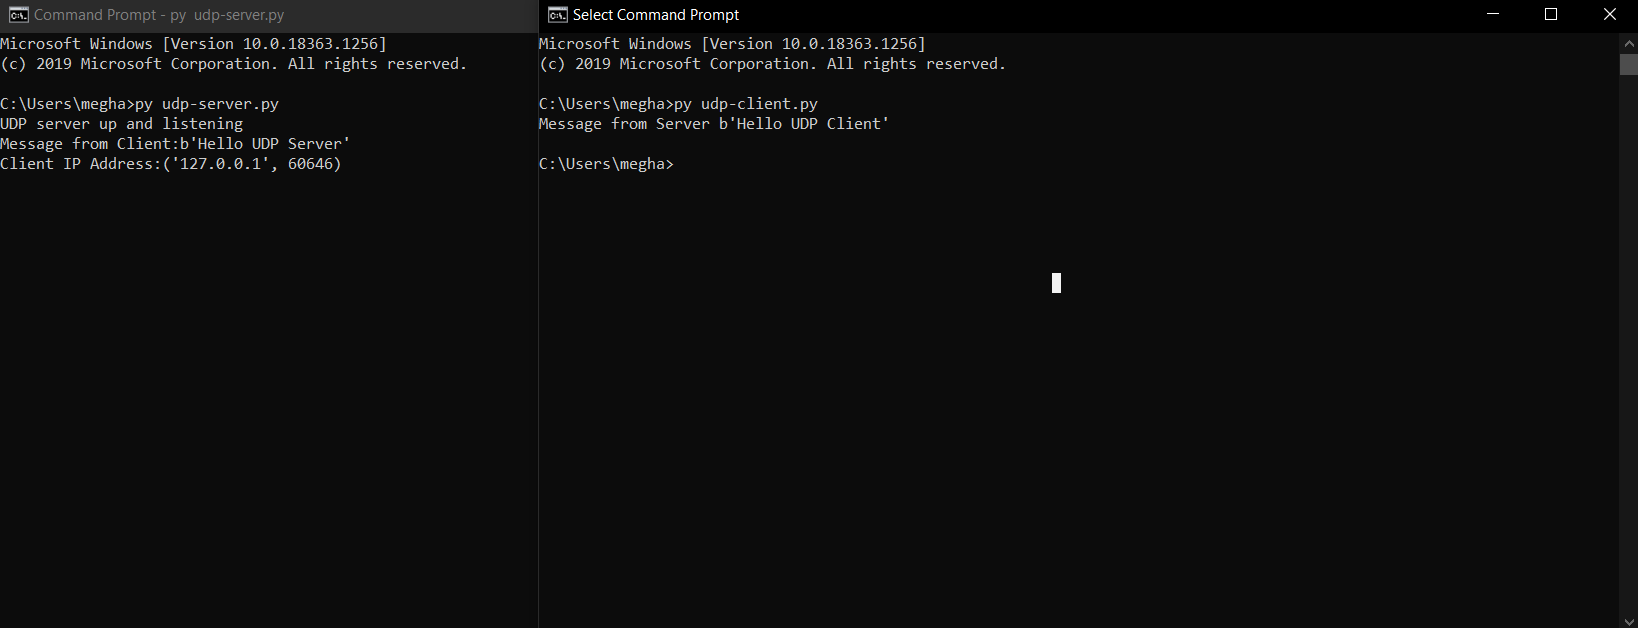 Command Prompt - py  udp-server.py
Microsoft Windows [Version 10.0.18363.1256]
(c) 2019 Microsoft Corporation. All rights reserved.
C:\Users\megha>py udp-server.py
UDP server up and listening
Message from Client:b'Hello UDP Server'
Client IP Address:('127.0.0.1', 60646)
Select Command Prompt
Microsoft Windows [Version 10.0.18363.1256]
(c) 2019 Microsoft Corporation. All rights reserved.
C:\Users\megha>py udp-client.py
Message from Server b'Hello UDP Client'
C:\Users\megha>